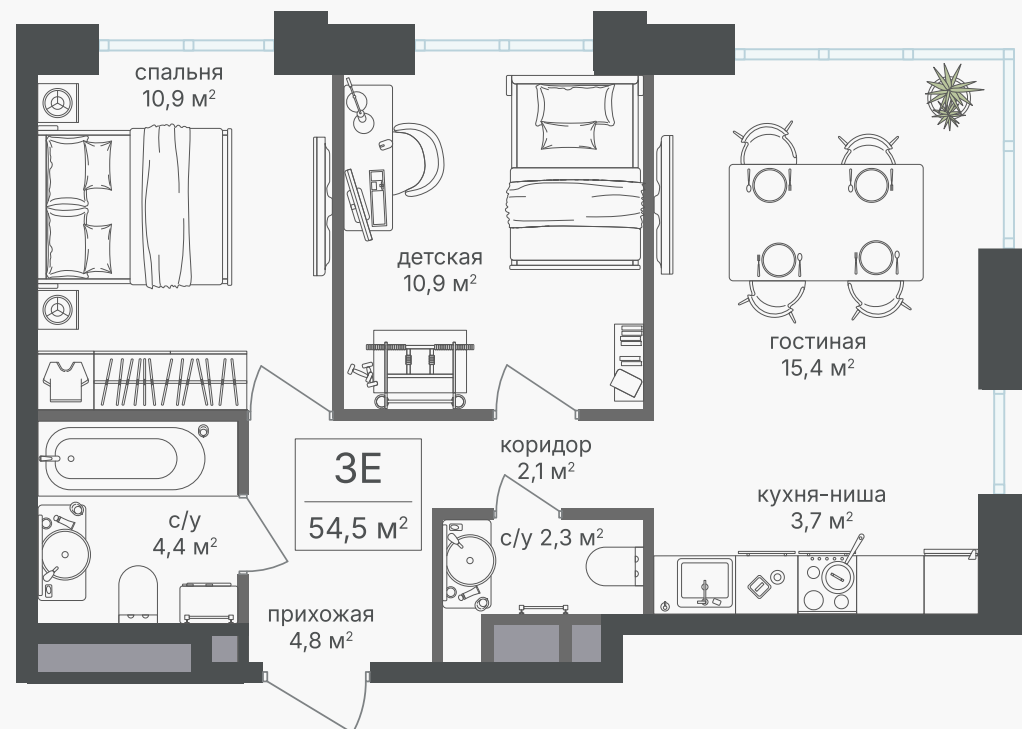 спальня
10,9 м²
детская
10,9 м²
гостиная
15,4 м²
коридор
2,1 м²
3Е
54,5 м²
кухня-ниша
3,7 м²
с/у
4,4 м²
с/у 2,3 м²
прихожая
4,8 м²